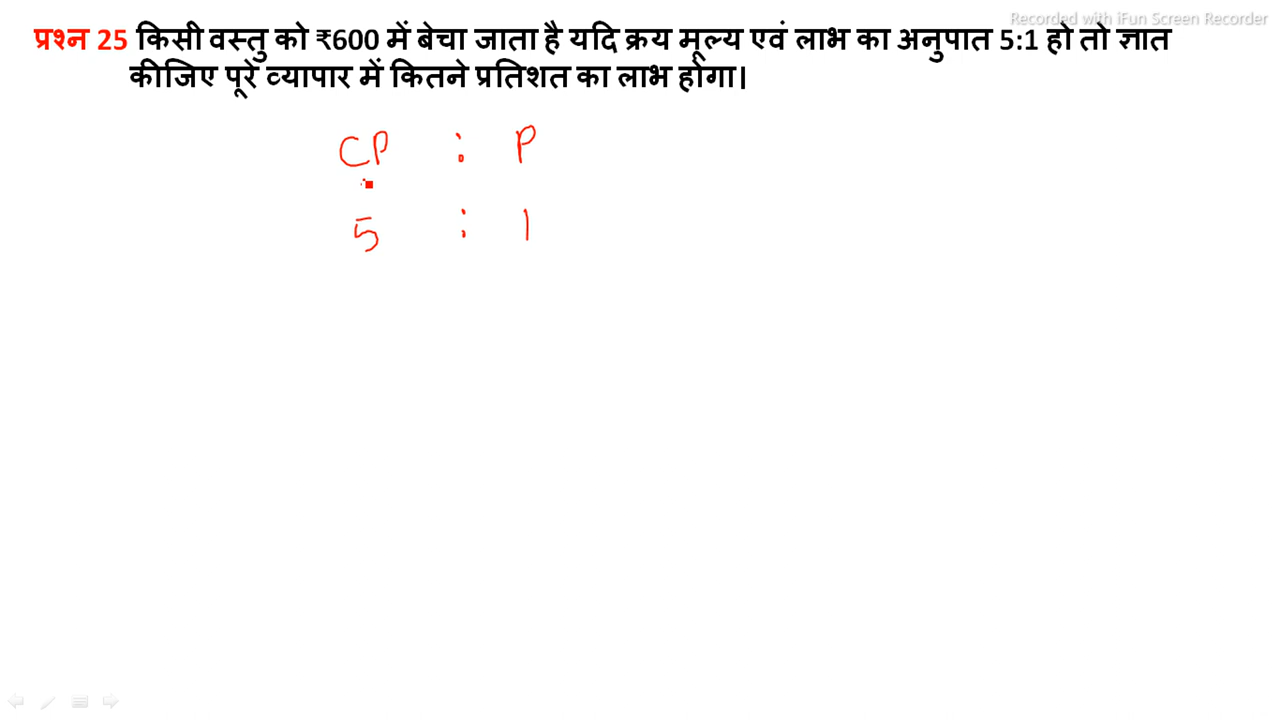 Recorded with iFun Screen Recorder
प्रश्न 25 किसी वस्तु को ₹600 में बेचा जाता है यदि क्रय मूल्य एवं लाभ का अनुपात 5:1 हो तो ज्ञात
कीजिए पूरे व्यापार में कितने प्रतिशत का लाभ होगा।
CP : P
5 : 1